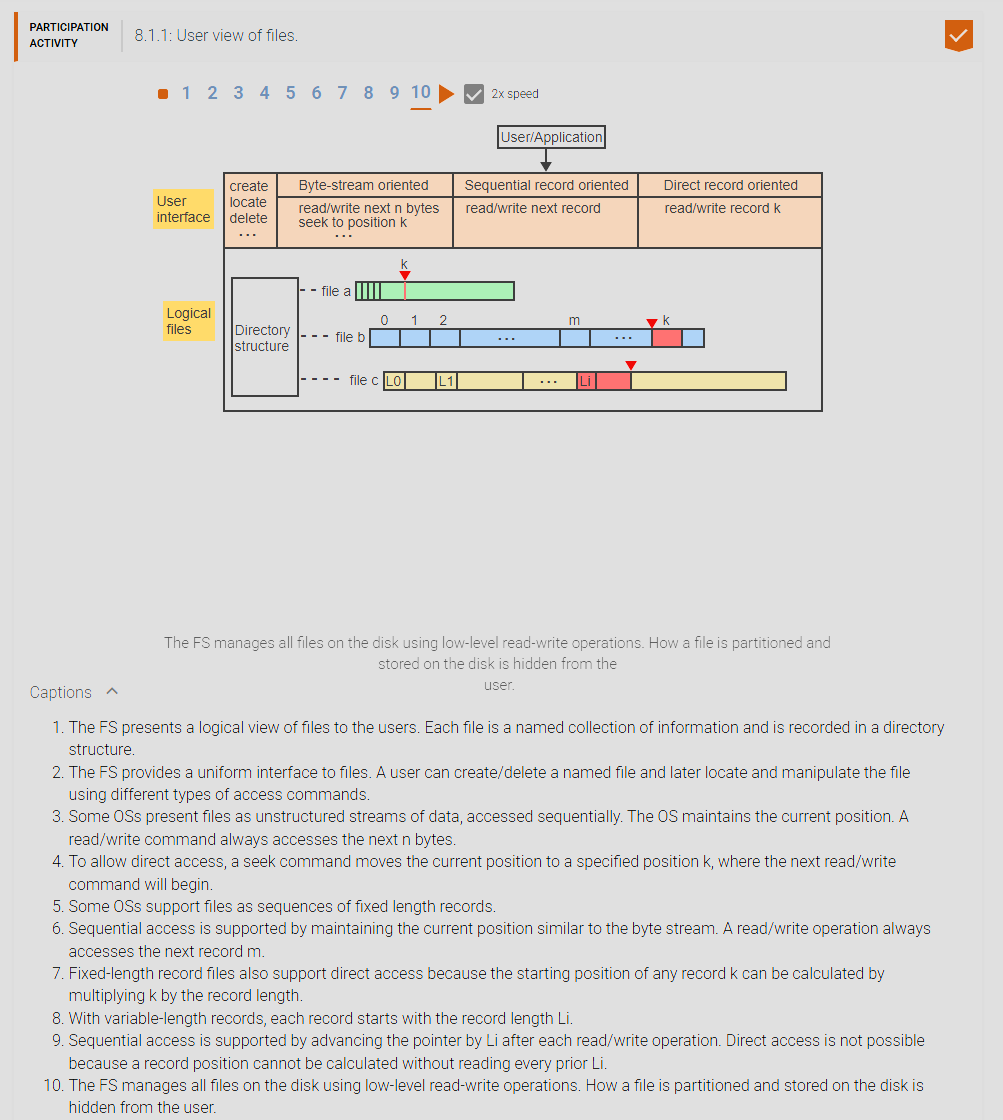 PARTICIPATION
ACTIVITY
8.1.1: User view of files.
1 2 3 4 5 6 7 8 9 10 2x speed
User/Application
User
interface
create
locate
delete
...
Byte-stream oriented
read/write next n bytes
seek to position k
...
Sequential record oriented
read/write next record
Direct record oriented
read/write record k
Logical
files
Directory
structure
k
file a
0 1 2 m k
file b ... ...
file c L0 L1 ... Li
The FS manages all files on the disk using low-level read-write operations. How a file is partitioned and
stored on the disk is hidden from the
user.
Captions
1. The FS presents a logical view of files to the users. Each file is a named collection of information and is recorded in a directory
structure.
2. The FS provides a uniform interface to files. A user can create/delete a named file and later locate and manipulate the file
using different types of access commands.
3. Some OSs present files as unstructured streams of data, accessed sequentially. The OS maintains the current position. A
read/write command always accesses the next n bytes.
4. To allow direct access, a seek command moves the current position to a specified position k, where the next read/write
command will begin.
5. Some OSs support files as sequences of fixed length records.
6. Sequential access is supported by maintaining the current position similar to the byte stream. A read/write operation always
accesses the next record m.
7. Fixed-length record files also support direct access because the starting position of any record k can be calculated by
multiplying k by the record length.
8. With variable-length records, each record starts with the record length Li.
9. Sequential access is supported by advancing the pointer by Li after each read/write operation. Direct access is not possible
because a record position cannot be calculated without reading every prior Li.
10. The FS manages all files on the disk using low-level read-write operations. How a file is partitioned and stored on the disk is
hidden from the user.